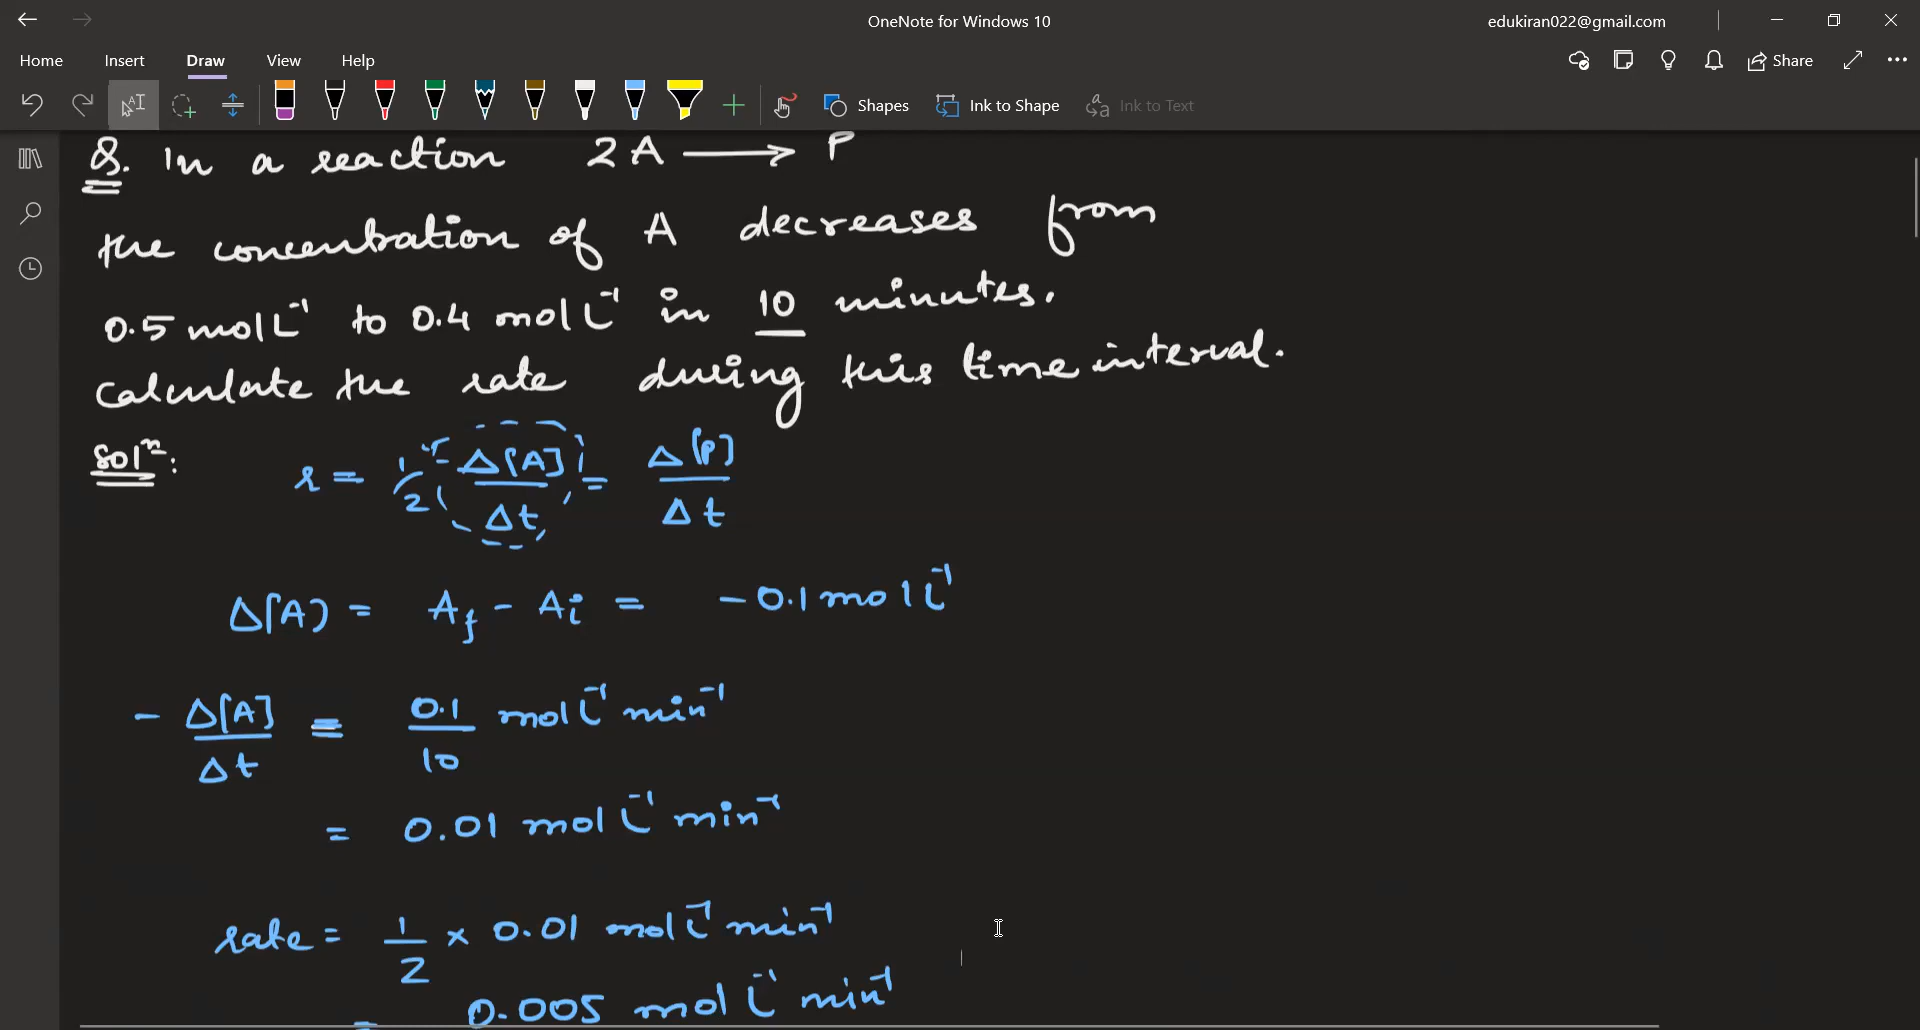 OneNote for Windows 10
edukiran022@gmail.com
Home Insert Draw View Help
Share
Shapes Ink to Shape Ink to Text
Q. In a reaction 2A ⟶ P
the concentration of A decreases from
0.5 mol L⁻¹ to 0.4 mol L⁻¹ in 10 minutes.
Calculate the rate during this time interval.
Solⁿ: r = 1/2 (- Δ[A]/Δt) = Δ[P]/Δt
Δ[A] = A_f - A_i = -0.1 mol L⁻¹
- Δ[A]/Δt = 0.1/10 mol L⁻¹ min⁻¹
= 0.01 mol L⁻¹ min⁻¹
rate = 1/2 × 0.01 mol L⁻¹ min⁻¹
= 0.005 mol L⁻¹ min⁻¹